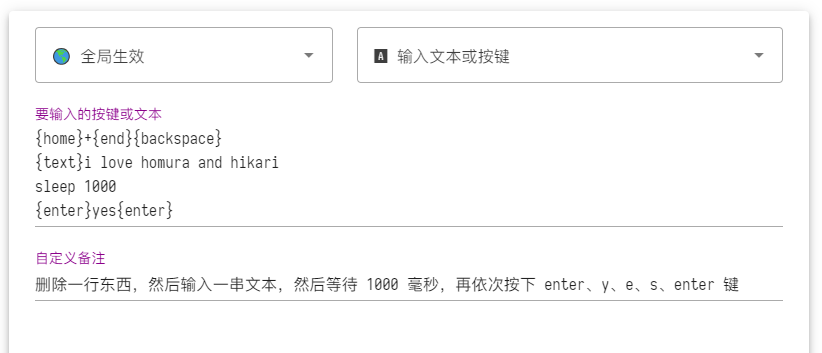 全局生效
A 输入文本或按键
要输入的按键或文本
{home}+{end}{backspace}
{text}i love homura and hikari
sleep 1000
{enter}yes{enter}
自定义备注
删除一行东西，然后输入一串文本，然后等待 1000 毫秒，再依次按下 enter、y、e、s、enter 键